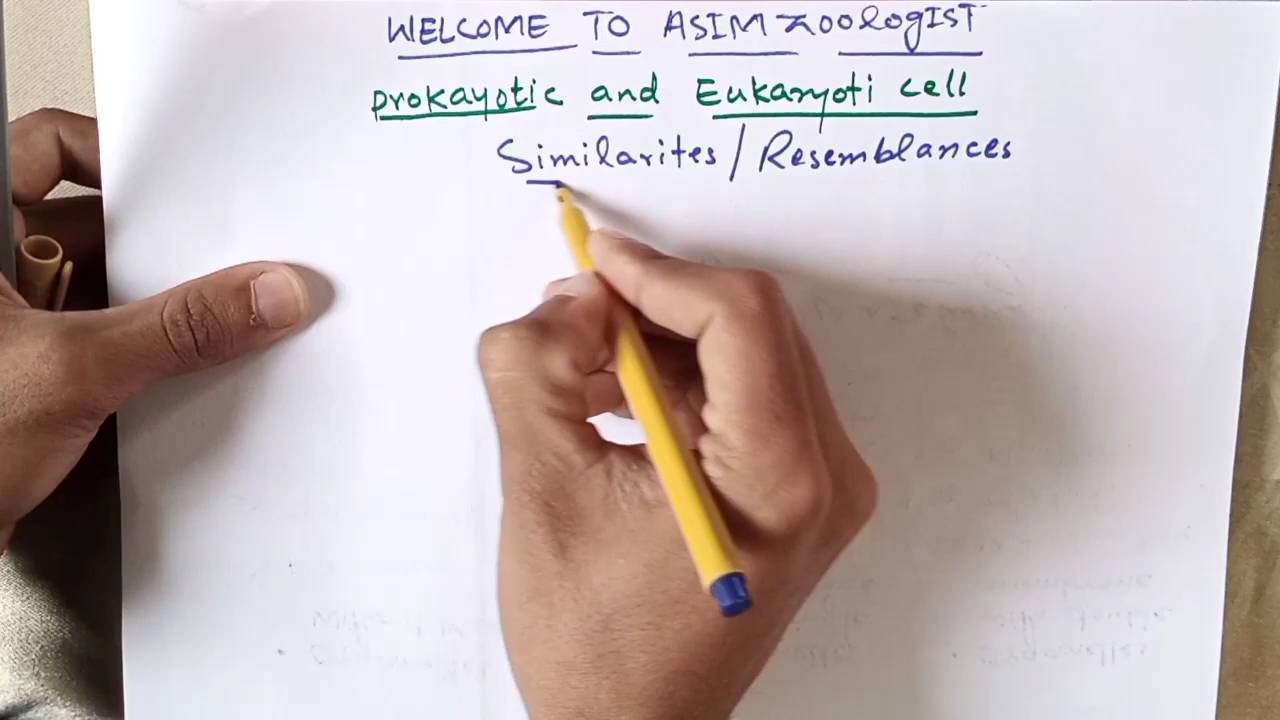 WELCOME TO ASIM ZOOlogIST
prokayotic and Eukaryoti cell
Similarites / Resemblances